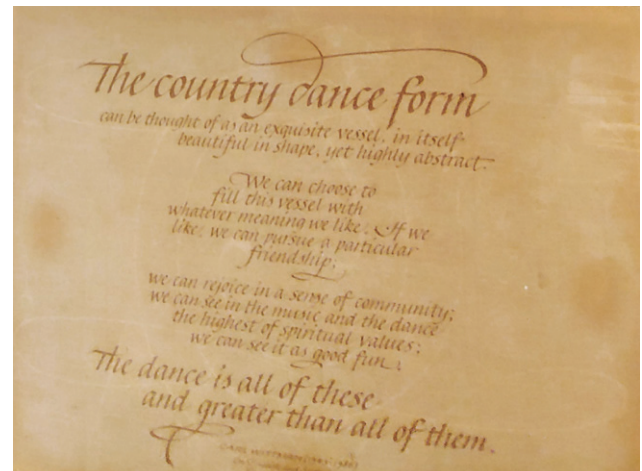 The country dance form
can be thought of as an exquisite vessel, in itself
beautiful in shape, yet highly abstract.
We can choose to
fill this vessel with
whatever meaning we like. If we
like, we can pursue a particular
friendship;
we can rejoice in a sense of community;
we can see in the music and the dance
the highest of spiritual values;
we can see it as good fun.
The dance is all of these
and greater than all of them.